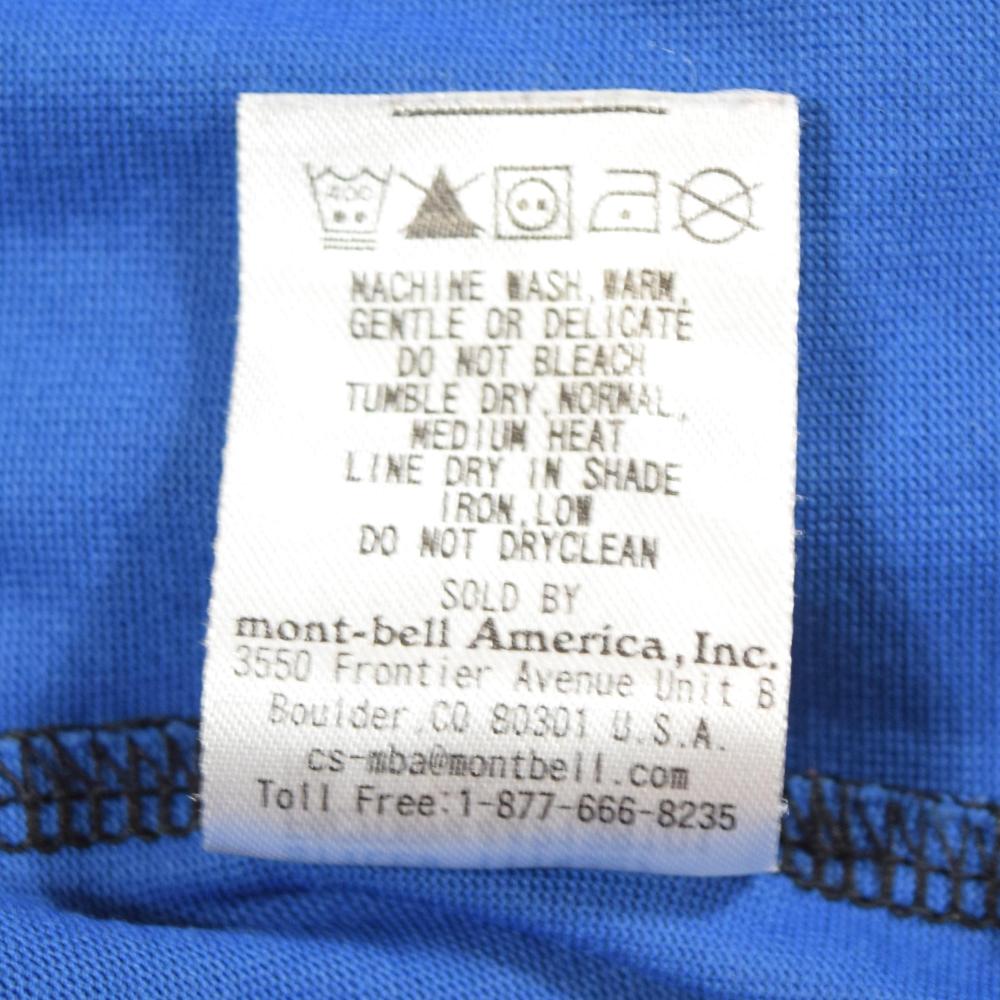 40C
MACHINE WASH,WARM,
GENTLE OR DELICATE
DO NOT BLEACH
TUMBLE DRY,NORMAL,
MEDIUM HEAT
LINE DRY IN SHADE
IRON,LOW
DO NOT DRYCLEAN
SOLD BY
mont-bell America,Inc.
3550 Frontier Avenue Unit B
Boulder,CO 80301 U.S.A.
cs-mba@montbell.com
Toll Free:1-877-666-8235